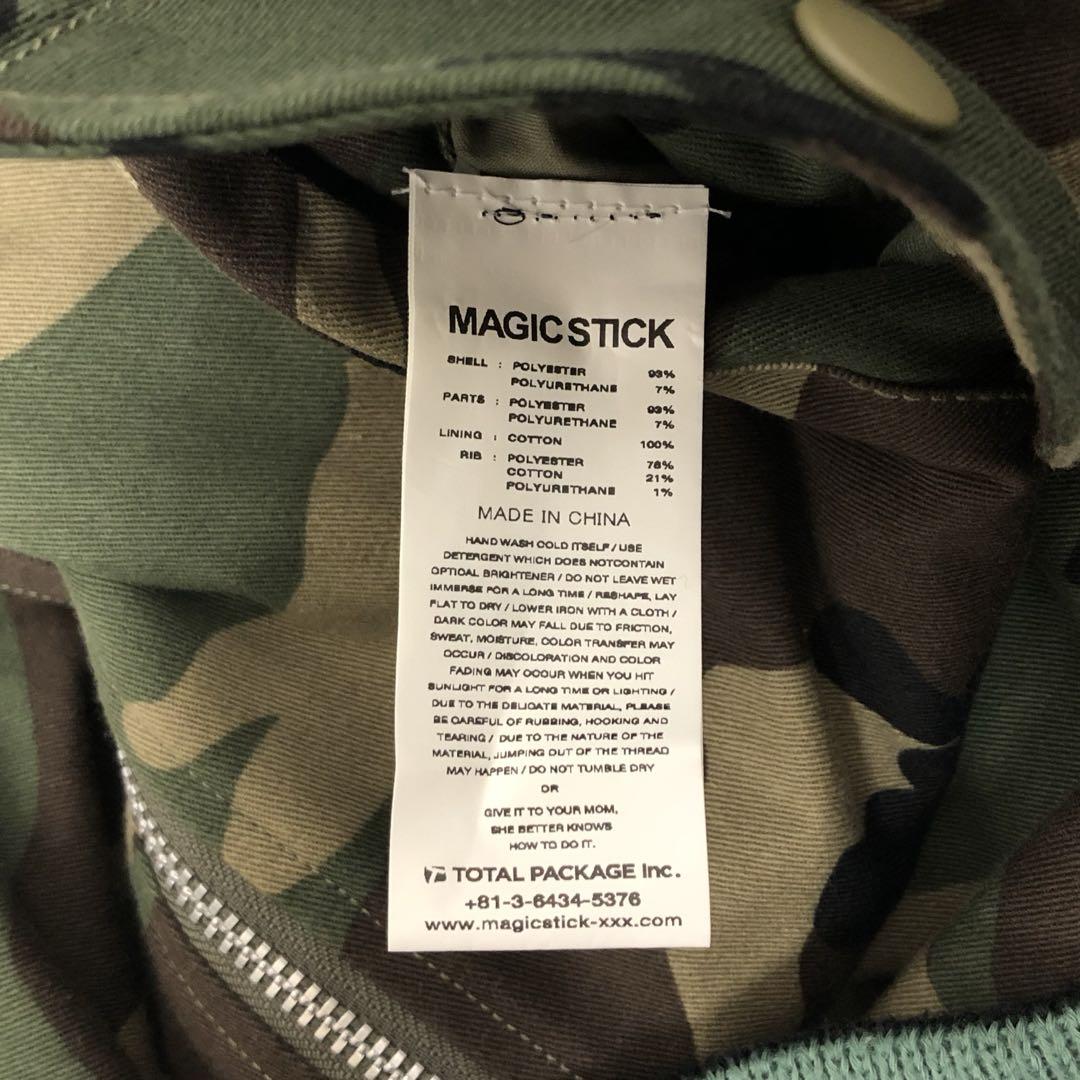 MAGIC STICK
SHELL : POLYESTER 93%
POLYURETHANE 7%
PARTS : POLYESTER 93%
POLYURETHANE 7%
LINING : COTTON 100%
RIB : POLYESTER 78%
COTTON 21%
POLYURETHANE 1%
MADE IN CHINA
HAND WASH COLD ITSELF / USE
DETERGENT WHICH DOES NOTCONTAIN
OPTICAL BRIGHTENER / DO NOT LEAVE WET
IMMERSE FOR A LONG TIME / RESHAPE, LAY
FLAT TO DRY / LOWER IRON WITH A CLOTH /
DARK COLOR MAY FALL DUE TO FRICTION,
SWEAT, MOISTURE, COLOR TRANSFER MAY
OCCUR / DISCOLORATION AND COLOR
FADING MAY OCCUR WHEN YOU HIT
SUNLIGHT FOR A LONG TIME OR LIGHTING /
DUE TO THE DELICATE MATERIAL, PLEASE
BE CAREFUL OF RUBBING, HOOKING AND
TEARING / DUE TO THE NATURE OF THE
MATERIAL, JUMPING OUT OF THE THREAD
MAY HAPPEN / DO NOT TUMBLE DRY
OR
GIVE IT TO YOUR MOM,
SHE BETTER KNOWS
HOW TO DO IT.
TOTAL PACKAGE Inc.
+81-3-6434-5376
www.magicstick-xxx.com